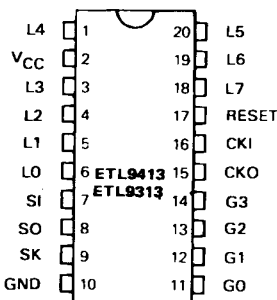 L4 1 20 L5
VCC 2 19 L6
L3 3 18 L7
L2 4 17 RESET
L1 5 16 CKI
L0 6 ETL9413 15 CKO
SI 7 ETL9313 14 G3
SO 8 13 G2
SK 9 12 G1
GND 10 11 G0